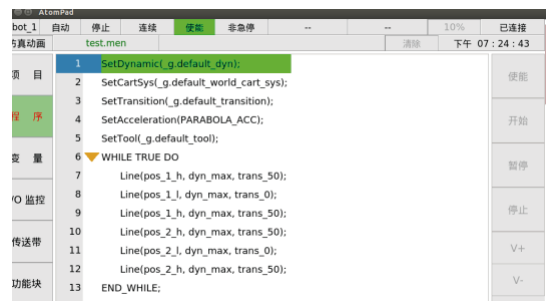 AtomPad
bot_1 自动 停止 连续 使能 非急停 -- -- 10% 已连接
仿真动画 test.men 清除 下午 07:24:43
项 目
程 序
变 量
I/O 监控
传送带
功能块
1 SetDynamic(_g.default_dyn);
2 SetCartSys(_g.default_world_cart_sys);
3 SetTransition(_g.default_transition);
4 SetAcceleration(PARABOLA_ACC);
5 SetTool(_g.default_tool);
6 WHILE TRUE DO
7 Line(pos_1_h, dyn_max, trans_50);
8 Line(pos_1_l, dyn_max, trans_0);
9 Line(pos_1_h, dyn_max, trans_50);
10 Line(pos_2_h, dyn_max, trans_50);
11 Line(pos_2_l, dyn_max, trans_0);
12 Line(pos_2_h, dyn_max, trans_50);
13 END_WHILE;
使能
开始
暂停
停止
V+
V-